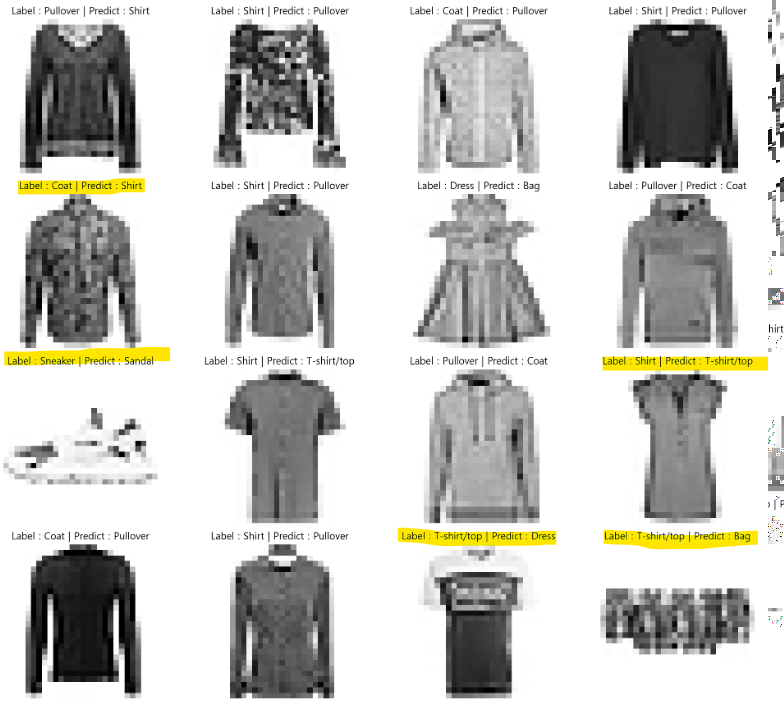 Label : Pullover | Predict : Shirt
Label : Shirt | Predict : Pullover
Label : Coat | Predict : Pullover
Label : Shirt | Predict : Pullover
Label : Coat | Predict : Shirt
Label : Shirt | Predict : Pullover
Label : Dress | Predict : Bag
Label : Pullover | Predict : Coat
Label : Sneaker | Predict : Sandal
Label : Shirt | Predict : T-shirt/top
Label : Pullover | Predict : Coat
Label : Shirt | Predict : T-shirt/top
Label : Coat | Predict : Pullover
Label : Shirt | Predict : Pullover
Label : T-shirt/top | Predict : Dress
Label : T-shirt/top | Predict : Bag